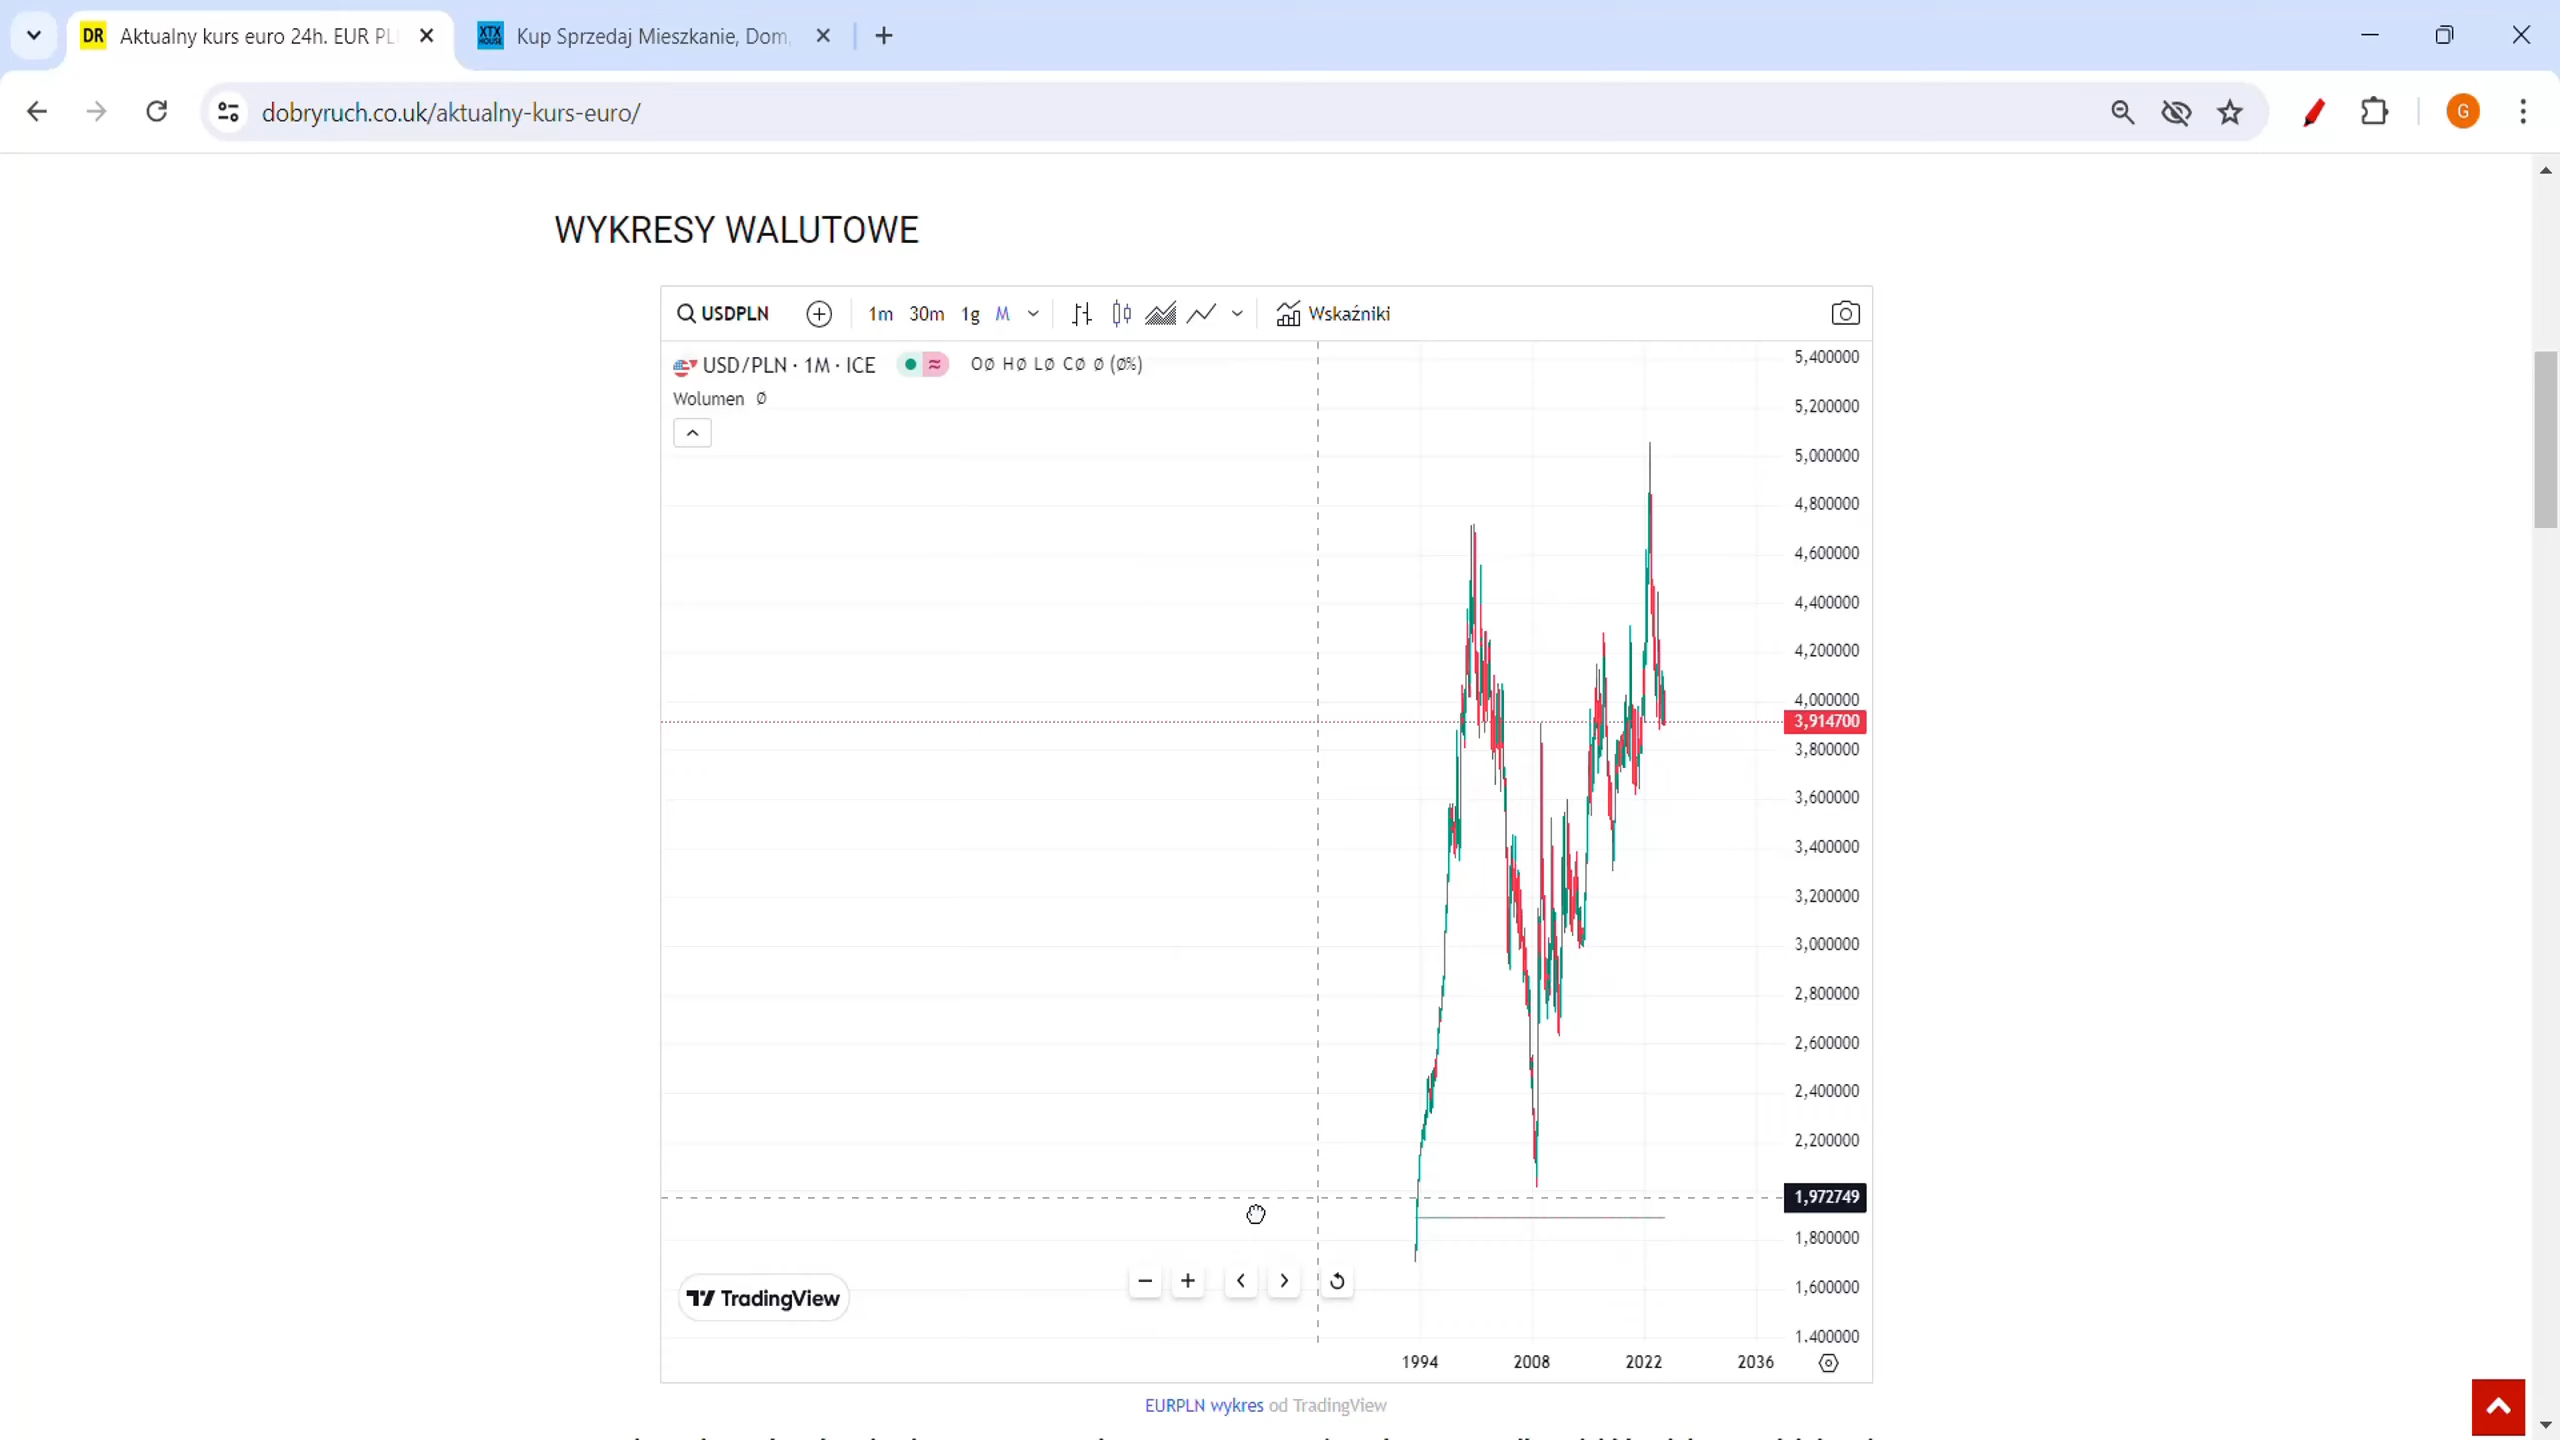 DR Aktualny kurs euro 24h. EUR PL
XTX HOUSE Kup Sprzedaj Mieszkanie, Dom,
dobryruch.co.uk/aktualny-kurs-euro/
G
WYKRESY WALUTOWE
USDPLN 1m 30m 1g M Wskaźniki
USD/PLN · 1M · ICE O∅ H∅ L∅ C∅ ∅ (∅%)
Wolumen ∅
5,400000
5,200000
5,000000
4,800000
4,600000
4,400000
4,200000
4,000000
3,914700
3,800000
3,600000
3,400000
3,200000
3,000000
2,800000
2,600000
2,400000
2,200000
1,972749
1,800000
1,600000
1,400000
TradingView
1994 2008 2022 2036
EURPLN wykres od TradingView